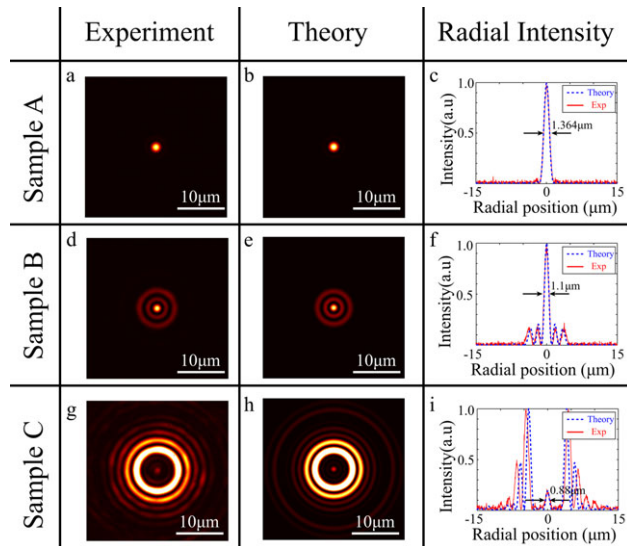 Experiment Theory Radial Intensity
Sample A
a
10μm
b
10μm
c
Intensity(a.u)
1.0
0.5
Theory
Exp
1.364μm
-15 0 15
Radial position (μm)
Sample B
d
10μm
e
10μm
f
Intensity(a.u)
1.0
0.5
Theory
Exp
1.1μm
-15 0 15
Radial position (μm)
Sample C
g
10μm
h
10μm
i
Intensity(a.u)
1.0
0.5
Theory
Exp
0.88μm
-15 0 15
Radial position (μm)